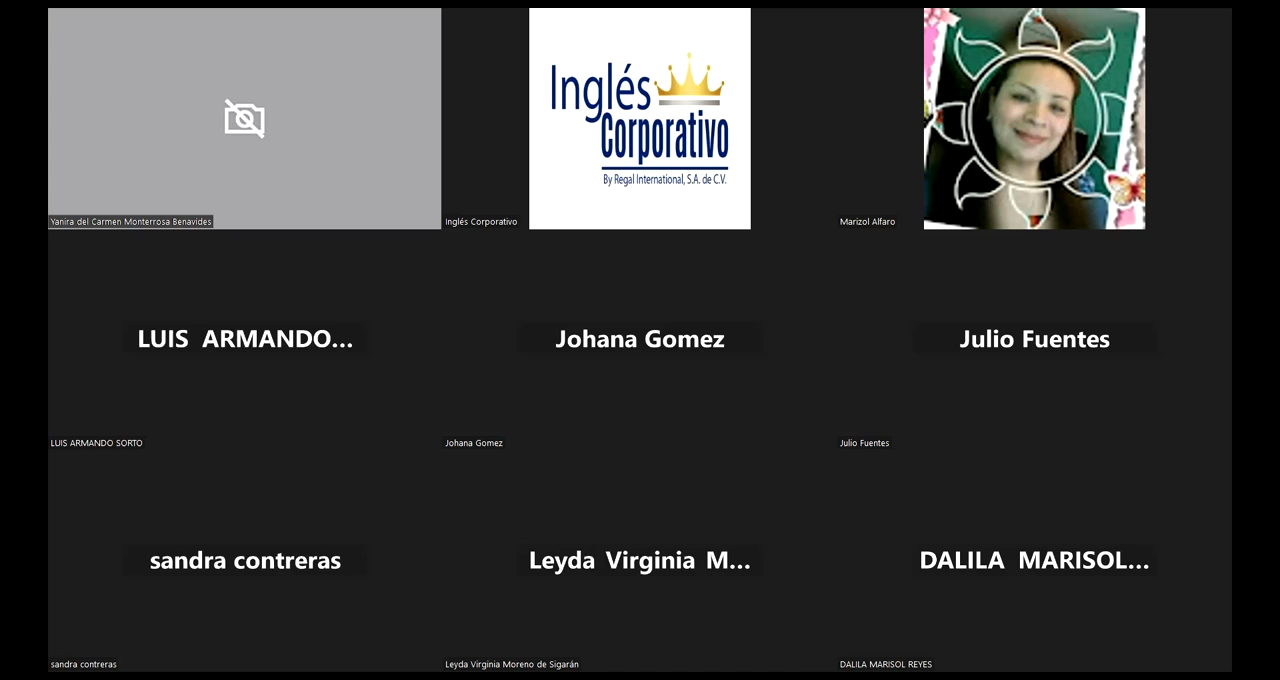 Inglés
Corporativo
By Regal International, S.A. de C.V.
Yanira del Carmen Monterrosa Benavides
Inglés Corporativo
Marizol Alfaro
LUIS ARMANDO...
Johana Gomez
Julio Fuentes
LUIS ARMANDO SORTO
Johana Gomez
Julio Fuentes
sandra contreras
Leyda Virginia M...
DALILA MARISOL...
sandra contreras
Leyda Virginia Moreno de Sigarán
DALILA MARISOL REYES